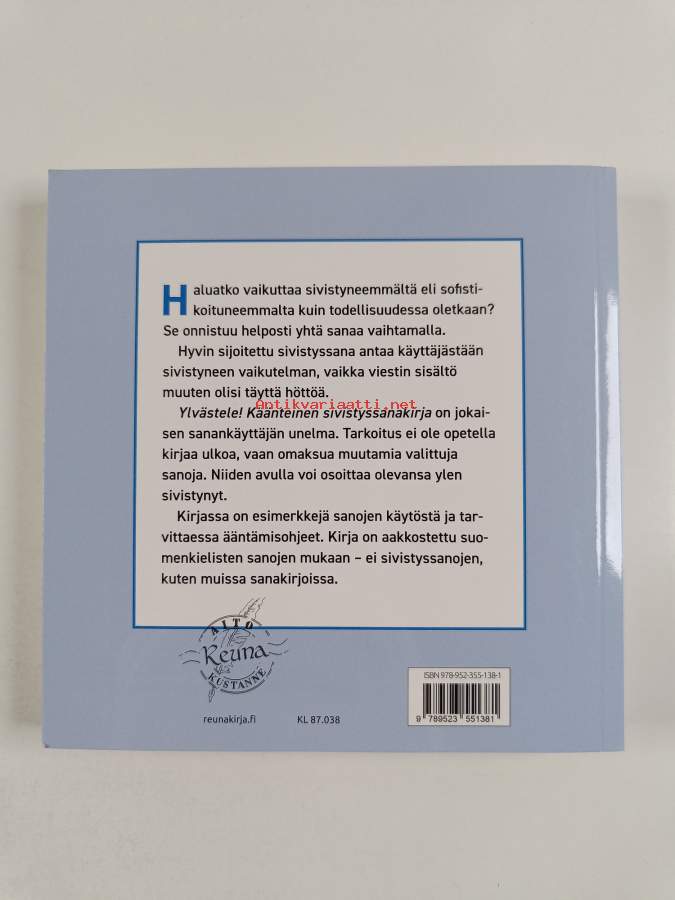 Haluatko vaikuttaa sivistyneemmältä eli sofisti-
koituneemmalta kuin todellisuudessa oletkaan?
Se onnistuu helposti yhtä sanaa vaihtamalla.
Hyvin sijoitettu sivistyssana antaa käyttäjästään
sivistyneen vaikutelman, vaikka viestin sisältö
muuten olisi täyttä höttöä.
Antikvariaatti.net
Ylvästele! Käänteinen sivistyssanakirja on jokai-
sen sanankäyttäjän unelma. Tarkoitus ei ole opetella
kirjaa ulkoa, vaan omaksua muutamia valittuja
sanoja. Niiden avulla voi osoittaa olevansa ylen
sivistynyt.
Kirjassa on esimerkkejä sanojen käytöstä ja tar-
vittaessa ääntämisohjeet. Kirja on aakkostettu suo-
menkielisten sanojen mukaan – ei sivistyssanojen,
kuten muissa sanakirjoissa.
AITO
Reuna
KUSTANNE
reunakirja.fi
KL 87.038
ISBN 978-952-355-138-1
9 789523 551381